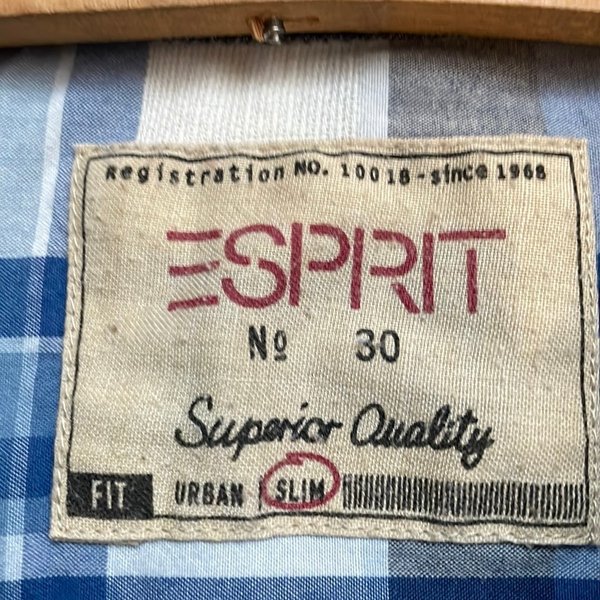 Registration NO. 10018-since 1968
ESPRIT
Nº 30
Superior Quality
FIT URBAN SLIM